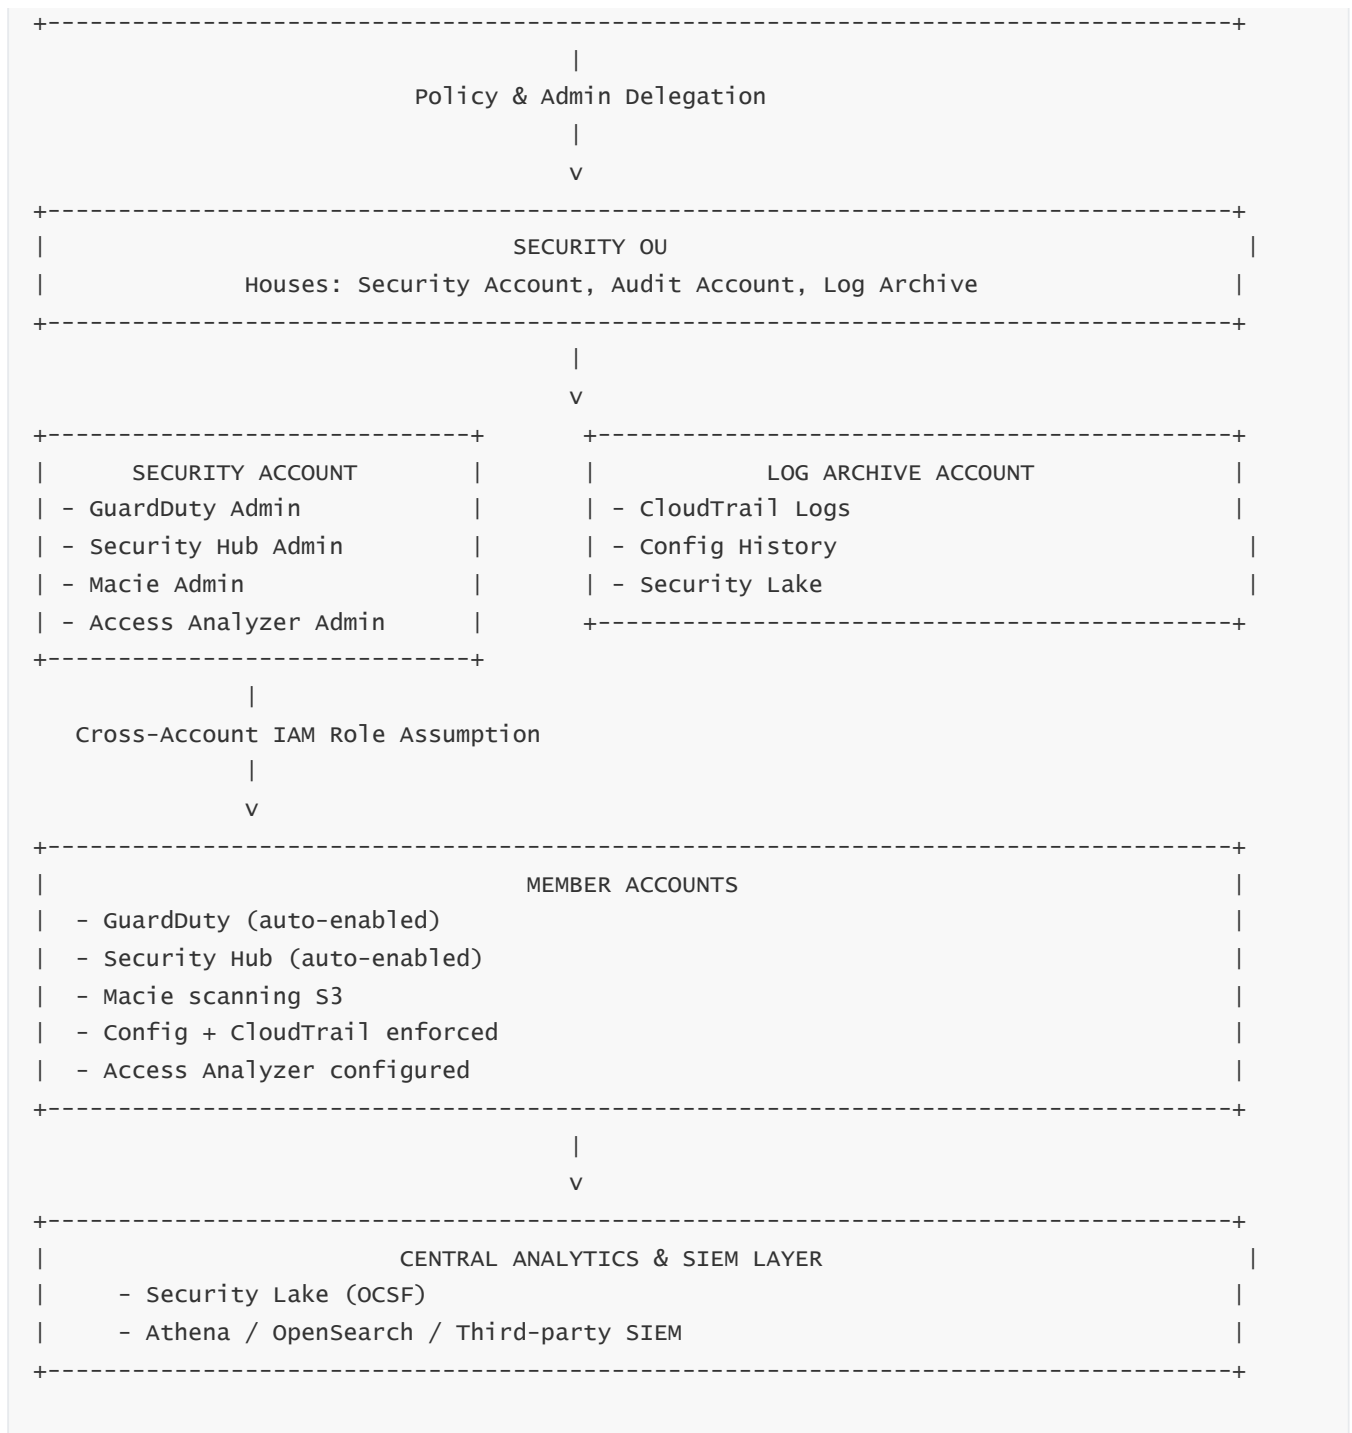 +------------------------------------------------------------------------------------+
|
Policy & Admin Delegation
|
v
+------------------------------------------------------------------------------------+
| SECURITY OU |
| Houses: Security Account, Audit Account, Log Archive |
+------------------------------------------------------------------------------------+
|
v
+------------------------------+ +---------------------------------------------+
| SECURITY ACCOUNT | | LOG ARCHIVE ACCOUNT |
| - GuardDuty Admin | | - CloudTrail Logs |
| - Security Hub Admin | | - Config History |
| - Macie Admin | | - Security Lake |
| - Access Analyzer Admin | +---------------------------------------------+
+------------------------------+
|
Cross-Account IAM Role Assumption
|
v
+------------------------------------------------------------------------------------+
| MEMBER ACCOUNTS |
| - GuardDuty (auto-enabled) |
| - Security Hub (auto-enabled) |
| - Macie scanning S3 |
| - Config + CloudTrail enforced |
| - Access Analyzer configured |
+------------------------------------------------------------------------------------+
|
v
+------------------------------------------------------------------------------------+
| CENTRAL ANALYTICS & SIEM LAYER |
| - Security Lake (OCSF) |
| - Athena / OpenSearch / Third-party SIEM |
+------------------------------------------------------------------------------------+